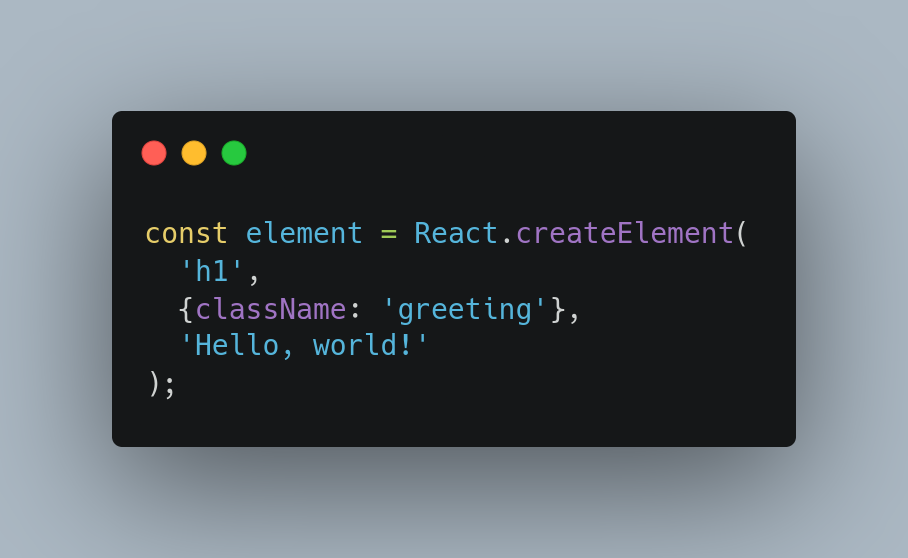 const element = React.createElement(
  'h1',
  {className: 'greeting'},
  'Hello, world!'
);